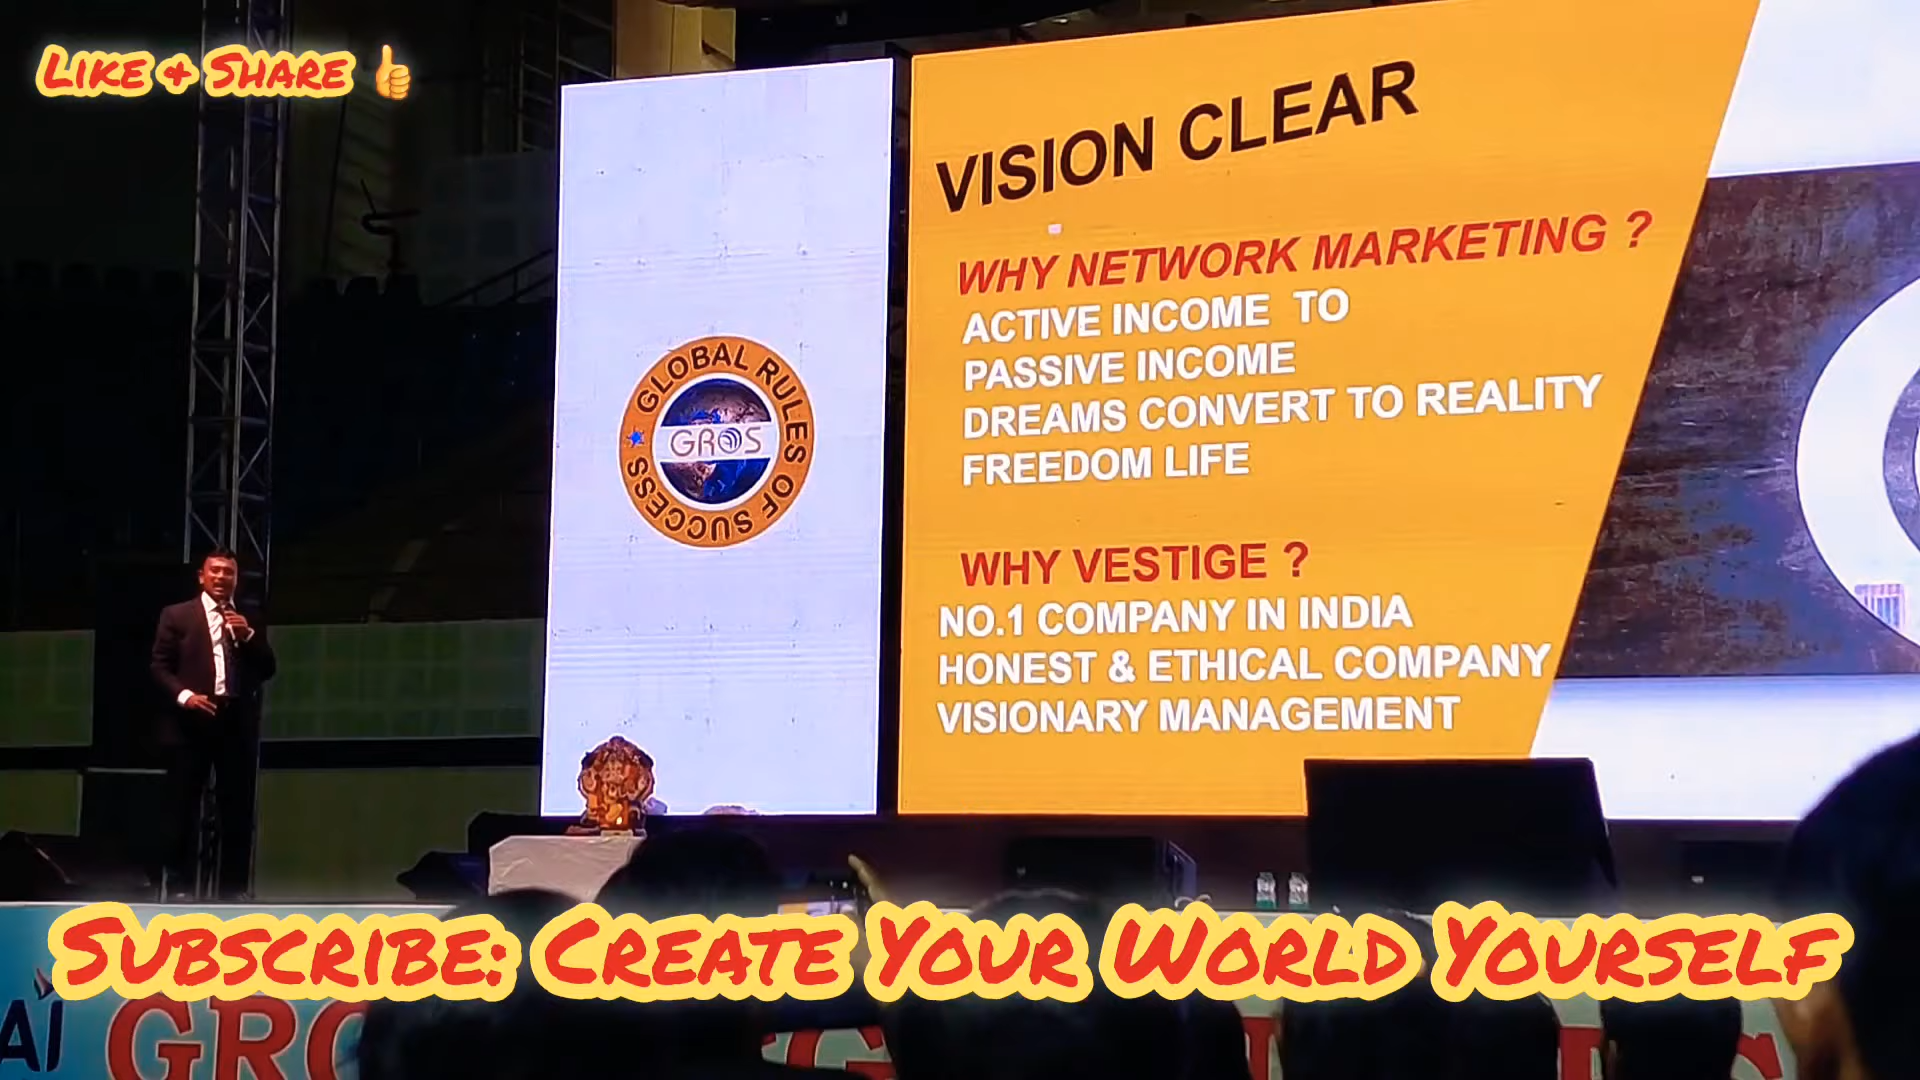 LIKE & SHARE 👍
VISION CLEAR
WHY NETWORK MARKETING ?
ACTIVE INCOME TO
PASSIVE INCOME
DREAMS CONVERT TO REALITY
FREEDOM LIFE
WHY VESTIGE ?
NO.1 COMPANY IN INDIA
HONEST & ETHICAL COMPANY
VISIONARY MANAGEMENT
GLOBAL RULES OF SUCCESS
GROS
SUBSCRIBE: CREATE YOUR WORLD YOURSELF